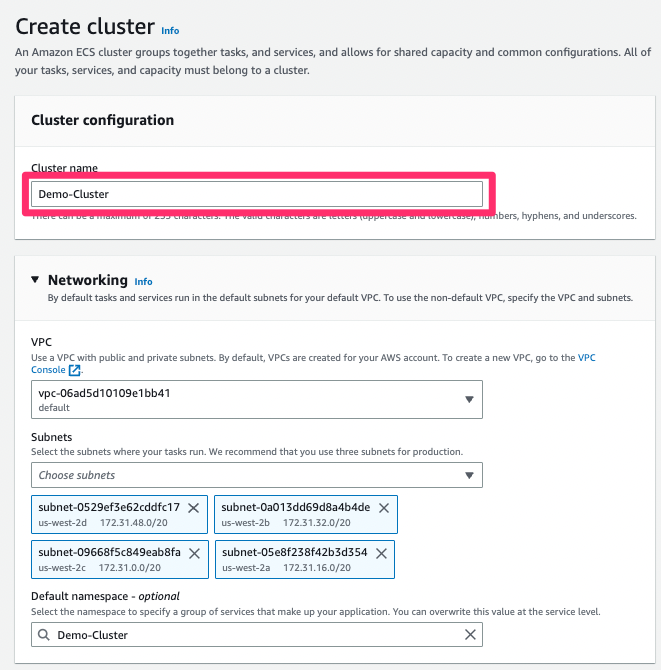 Create cluster Info
An Amazon ECS cluster groups together tasks, and services, and allows for shared capacity and common configurations. All of
your tasks, services, and capacity must belong to a cluster.
Cluster configuration
Cluster name
Demo-Cluster
There can be a maximum of 255 characters. The valid characters are letters (uppercase and lowercase), numbers, hyphens, and underscores.
Networking Info
By default tasks and services run in the default subnets for your default VPC. To use the non-default VPC, specify the VPC and subnets.
VPC
Use a VPC with public and private subnets. By default, VPCs are created for your AWS account. To create a new VPC, go to the VPC
Console.
vpc-06ad5d10109e1bb41
default
Subnets
Select the subnets where your tasks run. We recommend that you use three subnets for production.
Choose subnets
subnet-0529ef3e62cddfc17 subnet-0a013dd69d8a4b4de
us-west-2d 172.31.48.0/20 us-west-2b 172.31.32.0/20
subnet-09668f5c849eab8fa subnet-05e8f238f42b3d354
us-west-2c 172.31.0.0/20 us-west-2a 172.31.16.0/20
Default namespace - optional
Select the namespace to specify a group of services that make up your application. You can overwrite this value at the service level.
Demo-Cluster